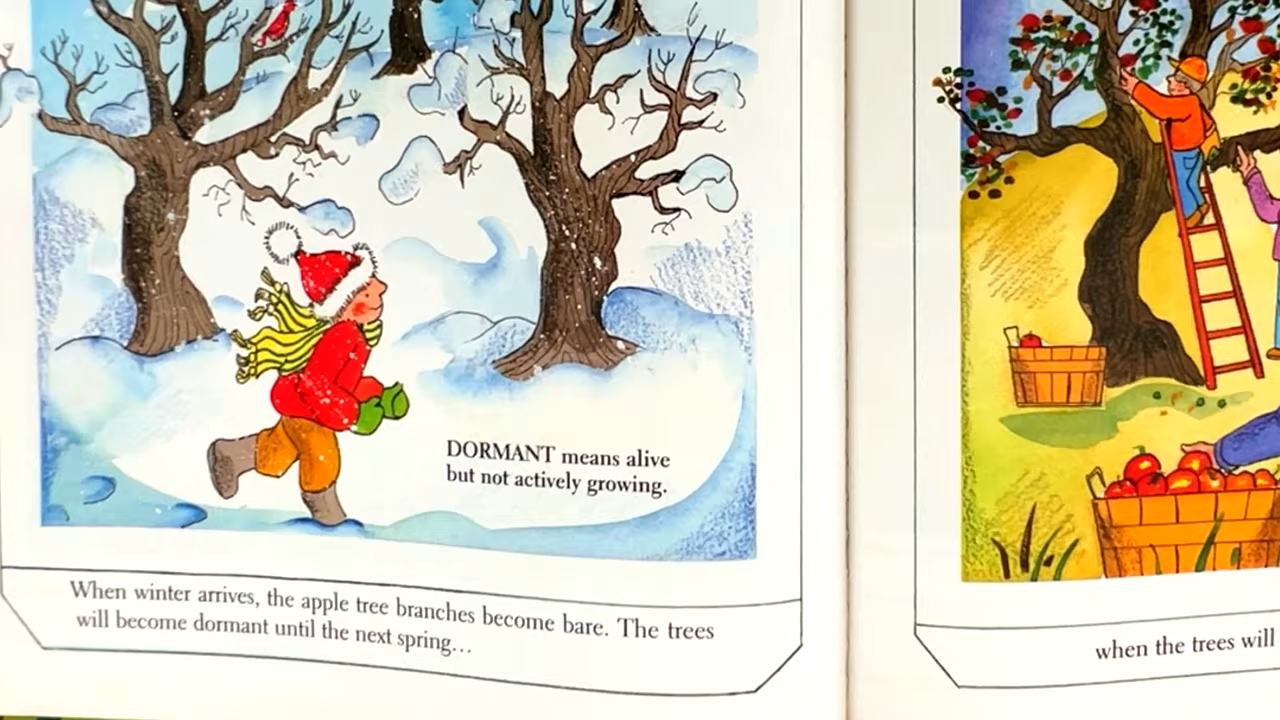 DORMANT means alive
but not actively growing.
When winter arrives, the apple tree branches become bare. The trees
will become dormant until the next spring...
when the trees will